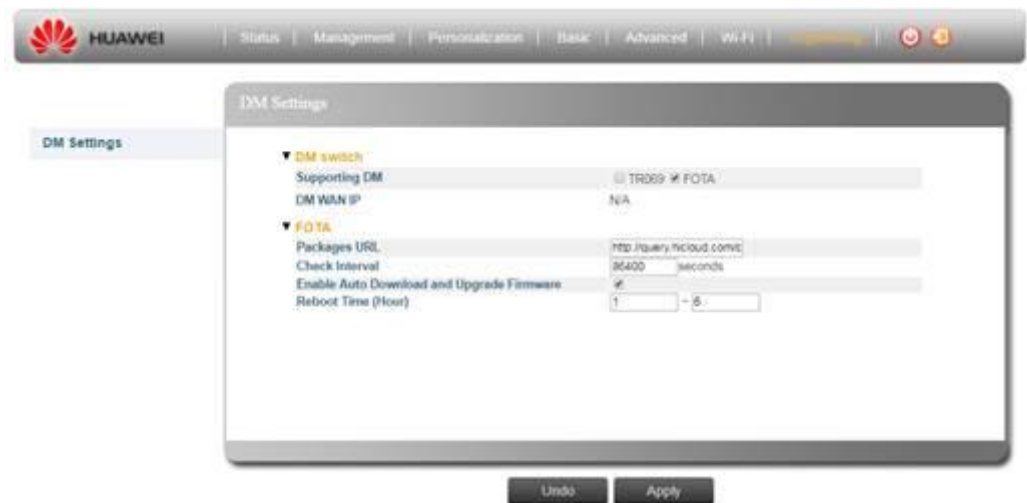 HUAWEI
Status | Management | Personalization | Basic | Advanced | Wi-Fi |
DM Settings
DM Settings
DM switch
Supporting DM TR069 FOTA
DM WAN IP N/A
FOTA
Packages URL http://query.hicloud.com/c
Check Interval 86400 seconds
Enable Auto Download and Upgrade Firmware
Reboot Time (Hour) 1 ~ 6
Undo Apply